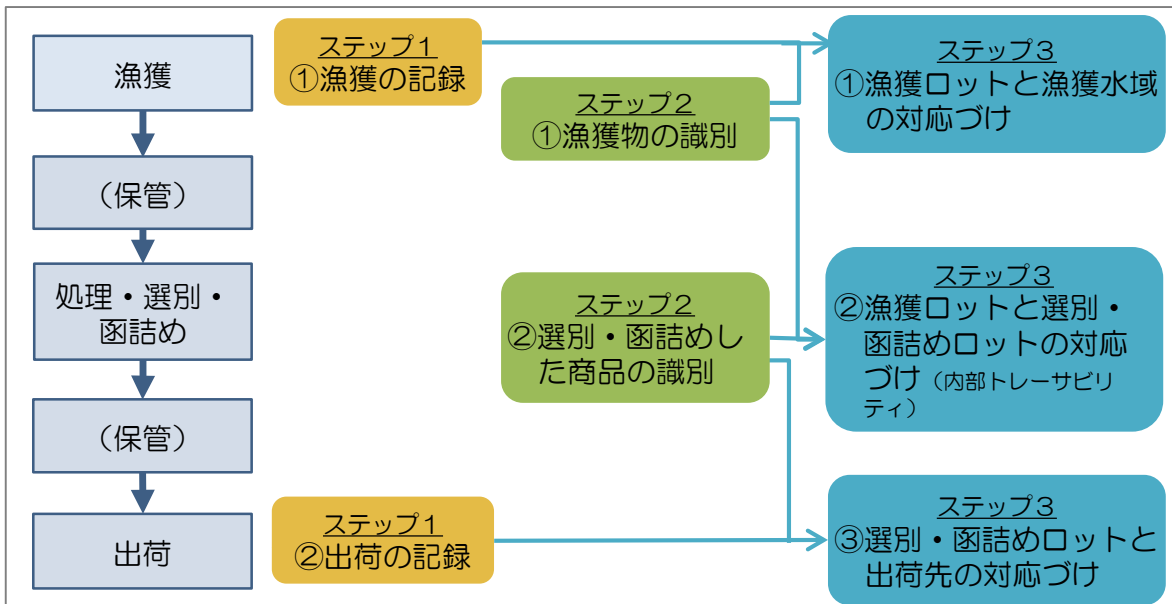 漁獲
（保管）
処理・選別・
函詰め
（保管）
出荷
ステップ１
①漁獲の記録
ステップ２
①漁獲物の識別
ステップ２
②選別・函詰めし
た商品の識別
ステップ１
②出荷の記録
ステップ３
①漁獲ロットと漁獲水域
の対応づけ
ステップ３
②漁獲ロットと選別・
函詰めロットの対応
づけ（内部トレーサビリ
ティ）
ステップ３
③選別・函詰めロットと
出荷先の対応づけ